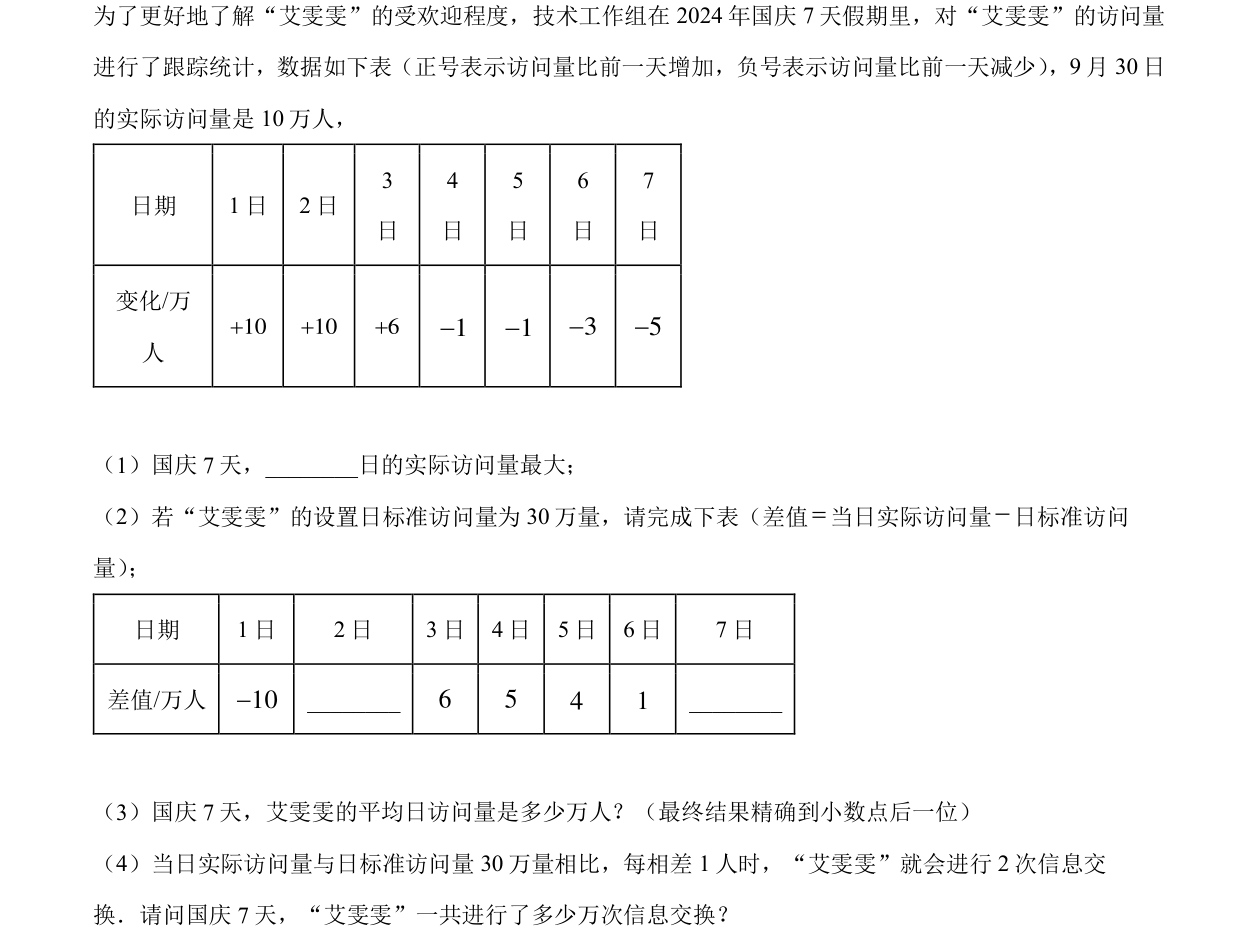 为了更好地了解“艾雯雯”的受欢迎程度，技术工作组在 2024 年国庆 7 天假期里，对“艾雯雯”的访问量
进行了跟踪统计，数据如下表（正号表示访问量比前一天增加，负号表示访问量比前一天减少），9 月 30 日
的实际访问量是 10 万人，
日期 1 日 2 日 3 日 4 日 5 日 6 日 7 日
变化/万人 +10 +10 +6 −1 −1 −3 −5
（1）国庆 7 天，________日的实际访问量最大；
（2）若“艾雯雯”的设置日标准访问量为 30 万量，请完成下表（差值＝当日实际访问量－日标准访问
量）；
日期 1 日 2 日 3 日 4 日 5 日 6 日 7 日
差值/万人 −10 ________ 6 5 4 1 ________
（3）国庆 7 天，艾雯雯的平均日访问量是多少万人？（最终结果精确到小数点后一位）
（4）当日实际访问量与日标准访问量 30 万量相比，每相差 1 人时，“艾雯雯”就会进行 2 次信息交
换．请问国庆 7 天，“艾雯雯”一共进行了多少万次信息交换？